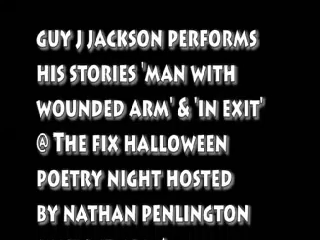 GUY J JACKSON PERFORMS
HIS STORIES 'MAN WITH
WOUNDED ARM' & 'IN EXIT'
@ THE FIX HALLOWEEN
POETRY NIGHT HOSTED
BY NATHAN PENLINGTON